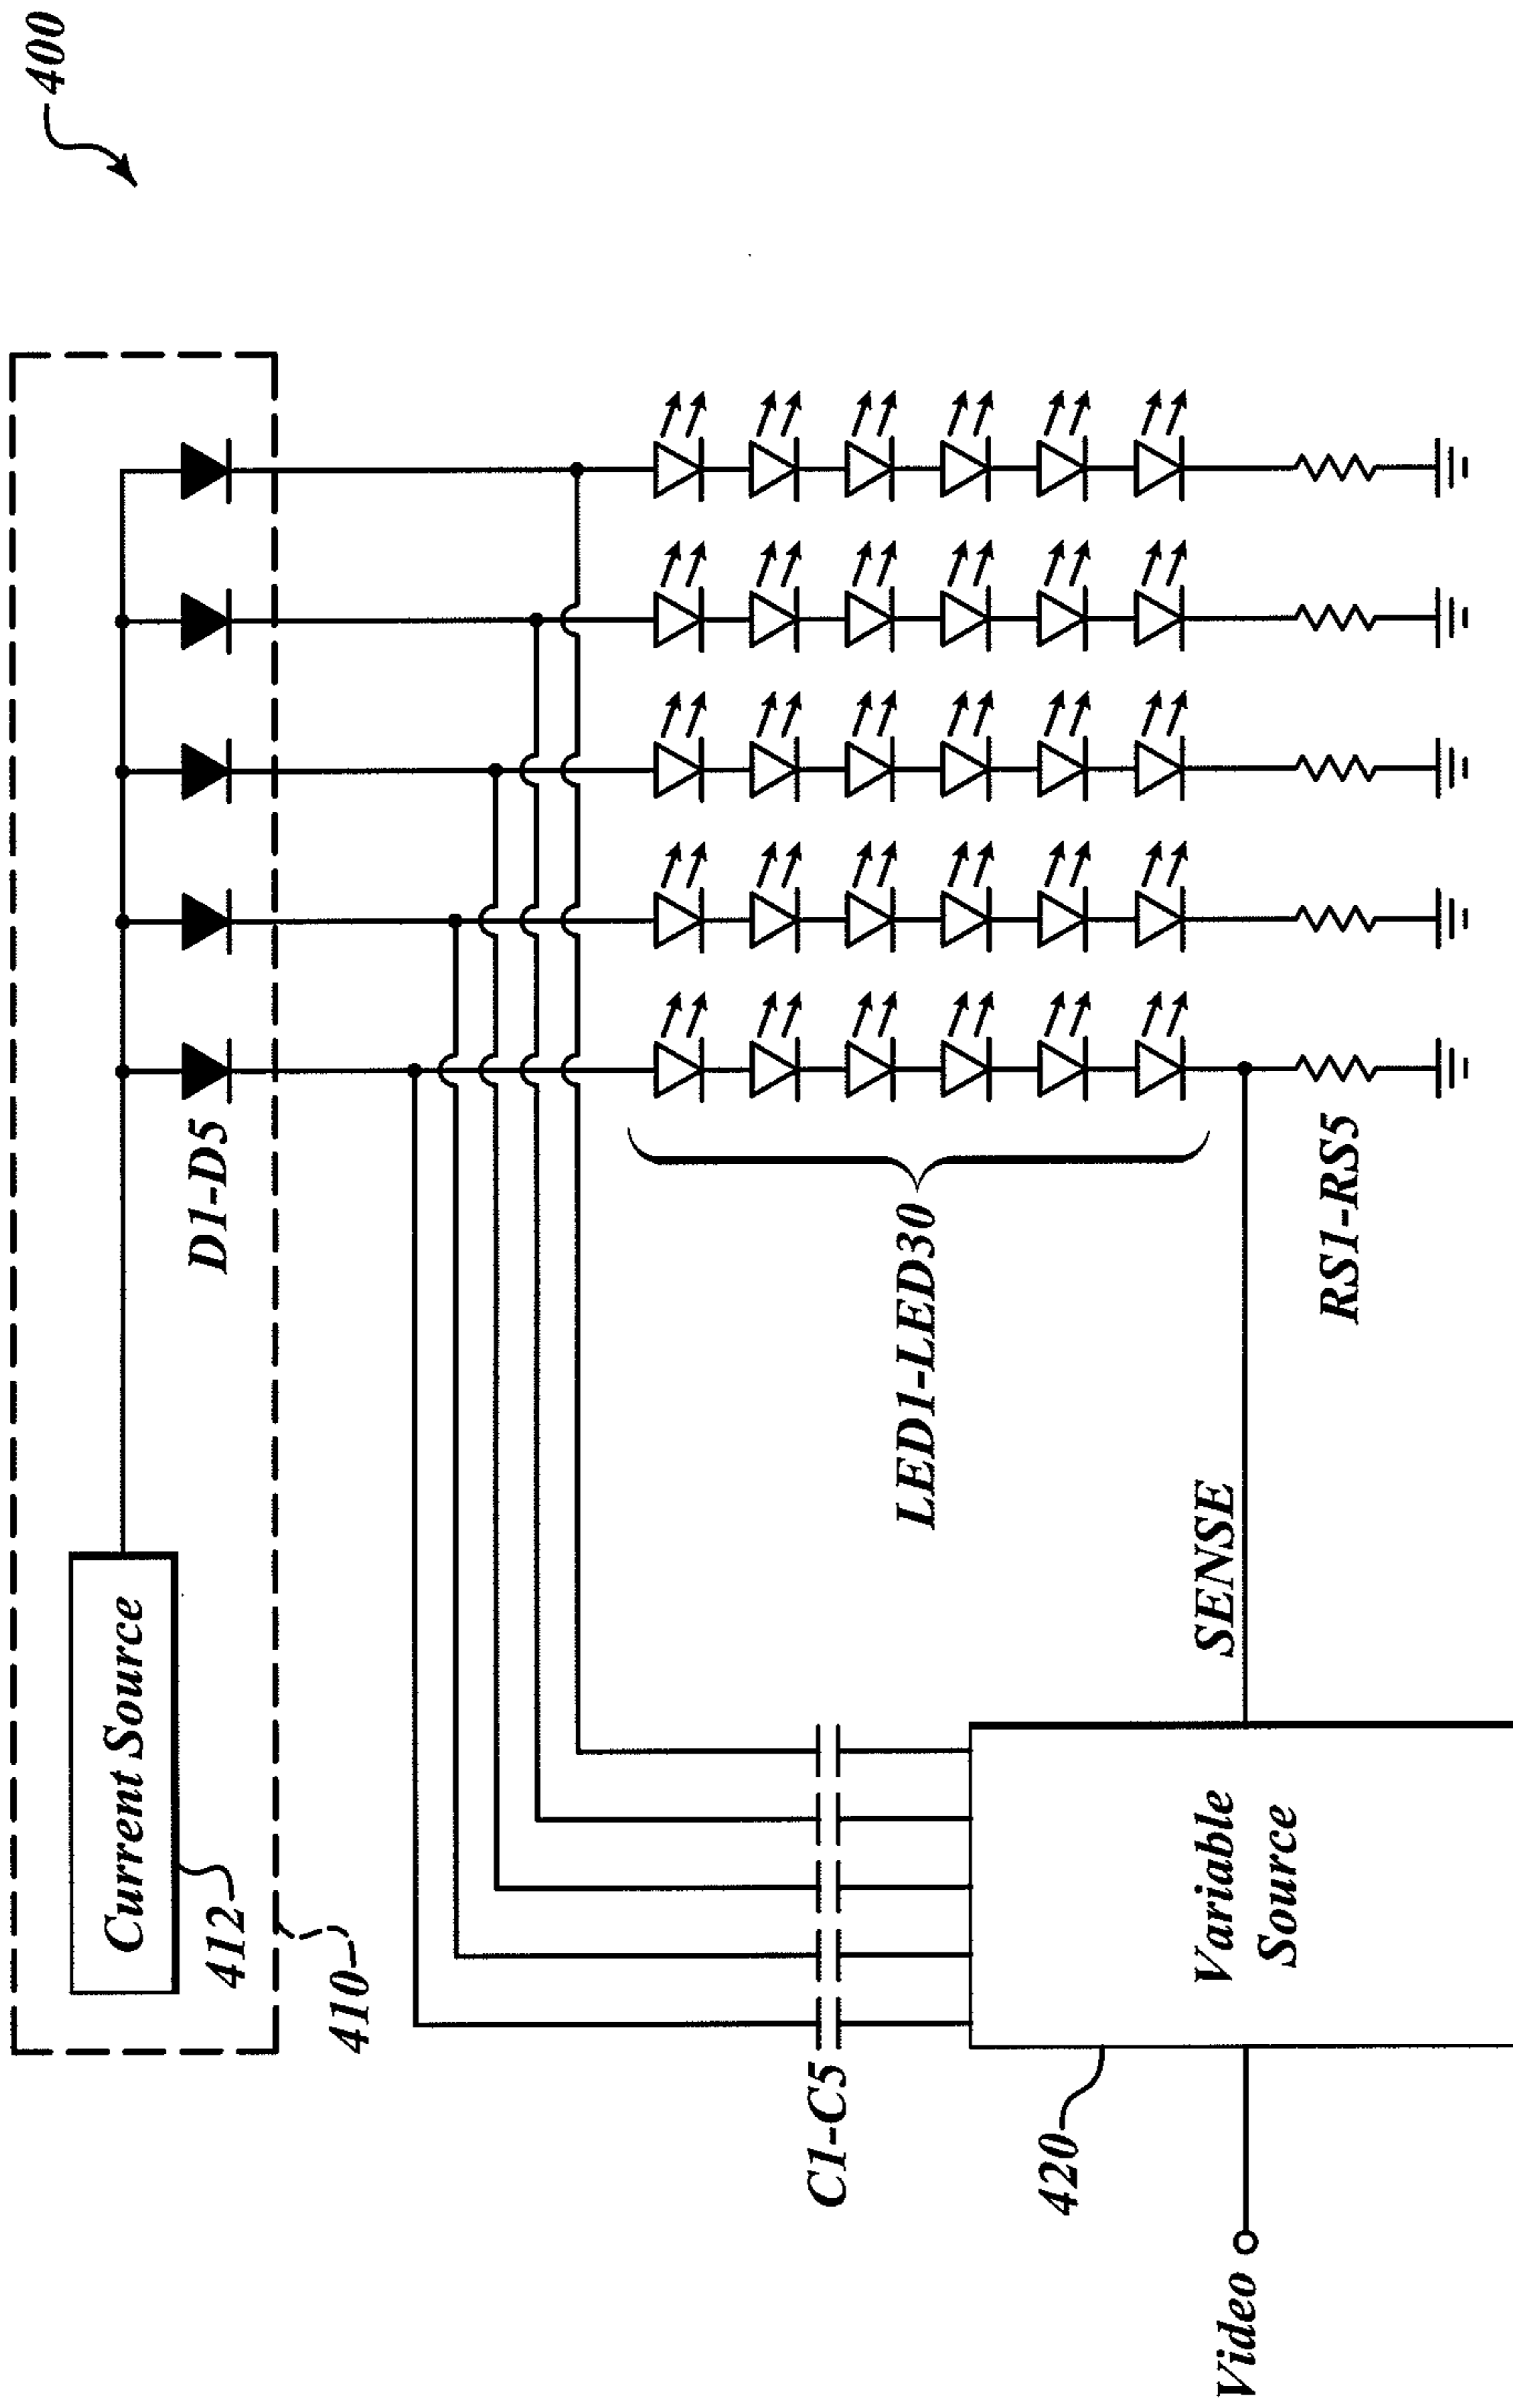 400
Current Source
412
410
D1-D5
LED1-LED30
C1-C5
SENSE
RS1-RS5
420
Variable
Source
Video